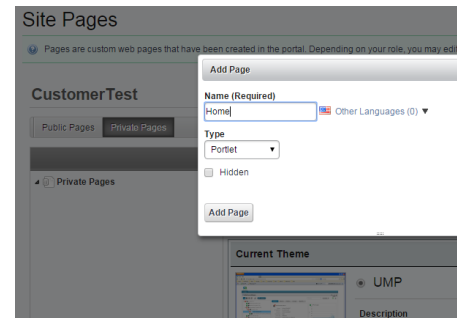 Site Pages
Pages are custom web pages that have been created in the portal. Depending on your role, you may edi
Add Page
CustomerTest
Name (Required)
Home
Other Languages (0) ▼
Public Pages
Private Pages
Type
Portlet
Hidden
Private Pages
Add Page
Current Theme
UMP
Description